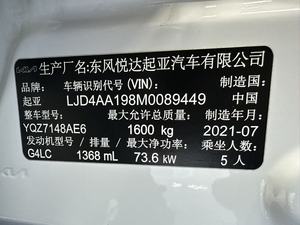 KIA 生产厂名:东风悦达起亚汽车有限公司
品牌: 车辆识别代号 (VIN): 制造国:
起亚 LJD4AA198M0089449 中国
整车型号: 最大允许总质量: 制造年月:
YQZ7148AE6 1600 kg 2021-07
发动机型号/排量/最大净功率: 乘坐人数:
G4LC 1368 mL 73.6 kW 5 人